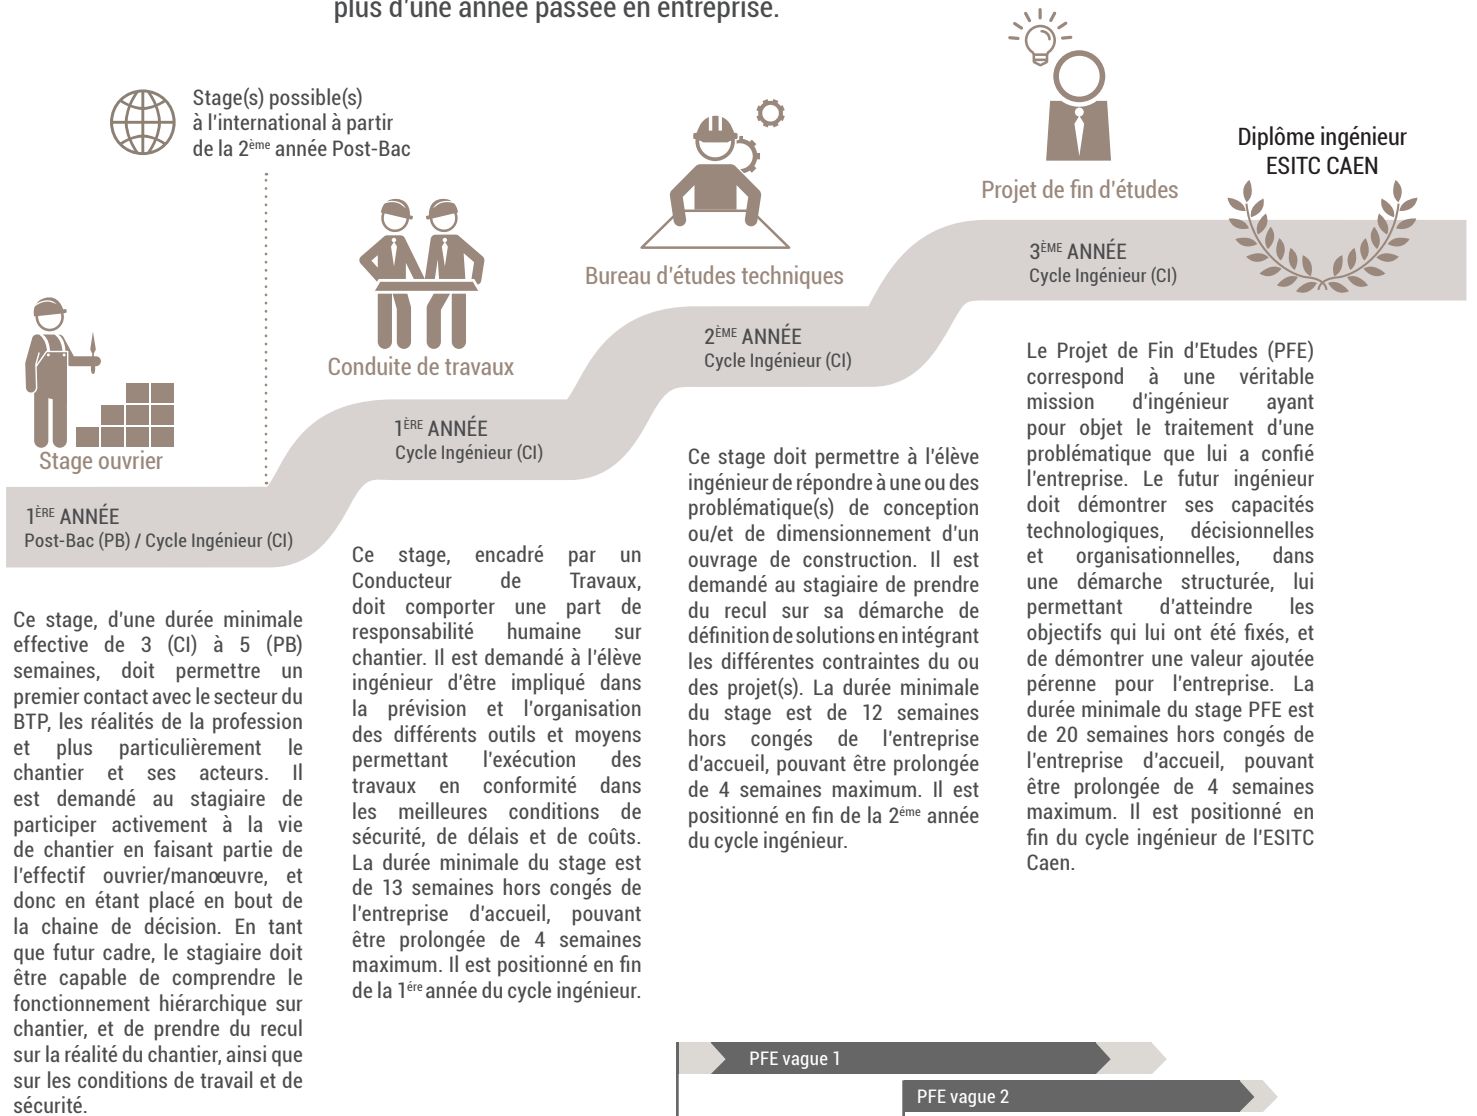 plus d'une année passée en entreprise.
Stage(s) possible(s)
à l'international à partir
de la 2ème année Post-Bac
Diplôme ingénieur
ESITC CAEN
Projet de fin d'études
3ÈME ANNÉE
Cycle Ingénieur (CI)
Bureau d'études techniques
2ÈME ANNÉE
Cycle Ingénieur (CI)
Conduite de travaux
1ÈRE ANNÉE
Cycle Ingénieur (CI)
Stage ouvrier
1ÈRE ANNÉE
Post-Bac (PB) / Cycle Ingénieur (CI)
Ce stage, d'une durée minimale
effective de 3 (CI) à 5 (PB)
semaines, doit permettre un
premier contact avec le secteur du
BTP, les réalités de la profession
et plus particulièrement le
chantier et ses acteurs. Il
est demandé au stagiaire de
participer activement à la vie
de chantier en faisant partie de
l'effectif ouvrier/manœuvre, et
donc en étant placé en bout de
la chaine de décision. En tant
que futur cadre, le stagiaire doit
être capable de comprendre le
fonctionnement hiérarchique sur
chantier, et de prendre du recul
sur la réalité du chantier, ainsi que
sur les conditions de travail et de
sécurité.
Ce stage, encadré par un
Conducteur de Travaux,
doit comporter une part de
responsabilité humaine sur
chantier. Il est demandé à l'élève
ingénieur d'être impliqué dans
la prévision et l'organisation
des différents outils et moyens
permettant l'exécution des
travaux en conformité dans
les meilleures conditions de
sécurité, de délais et de coûts.
La durée minimale du stage est
de 13 semaines hors congés de
l'entreprise d'accueil, pouvant
être prolongée de 4 semaines
maximum. Il est positionné en fin
de la 1ére année du cycle ingénieur.
Ce stage doit permettre à l'élève
ingénieur de répondre à une ou des
problématique(s) de conception
ou/et de dimensionnement d'un
ouvrage de construction. Il est
demandé au stagiaire de prendre
du recul sur sa démarche de
définition de solutions en intégrant
les différentes contraintes du ou
des projet(s). La durée minimale
du stage est de 12 semaines
hors congés de l'entreprise
d'accueil, pouvant être prolongée
de 4 semaines maximum. Il est
positionné en fin de la 2éme année
du cycle ingénieur.
Le Projet de Fin d'Etudes (PFE)
correspond à une véritable
mission d'ingénieur ayant
pour objet le traitement d'une
problématique que lui a confié
l'entreprise. Le futur ingénieur
doit démontrer ses capacités
technologiques, décisionnelles
et organisationnelles, dans
une démarche structurée, lui
permettant d'atteindre les
objectifs qui lui ont été fixés, et
de démontrer une valeur ajoutée
pérenne pour l'entreprise. La
durée minimale du stage PFE est
de 20 semaines hors congés de
l'entreprise d'accueil, pouvant
être prolongée de 4 semaines
maximum. Il est positionné en
fin du cycle ingénieur de l'ESITC
Caen.
PFE vague 1
PFE vague 2